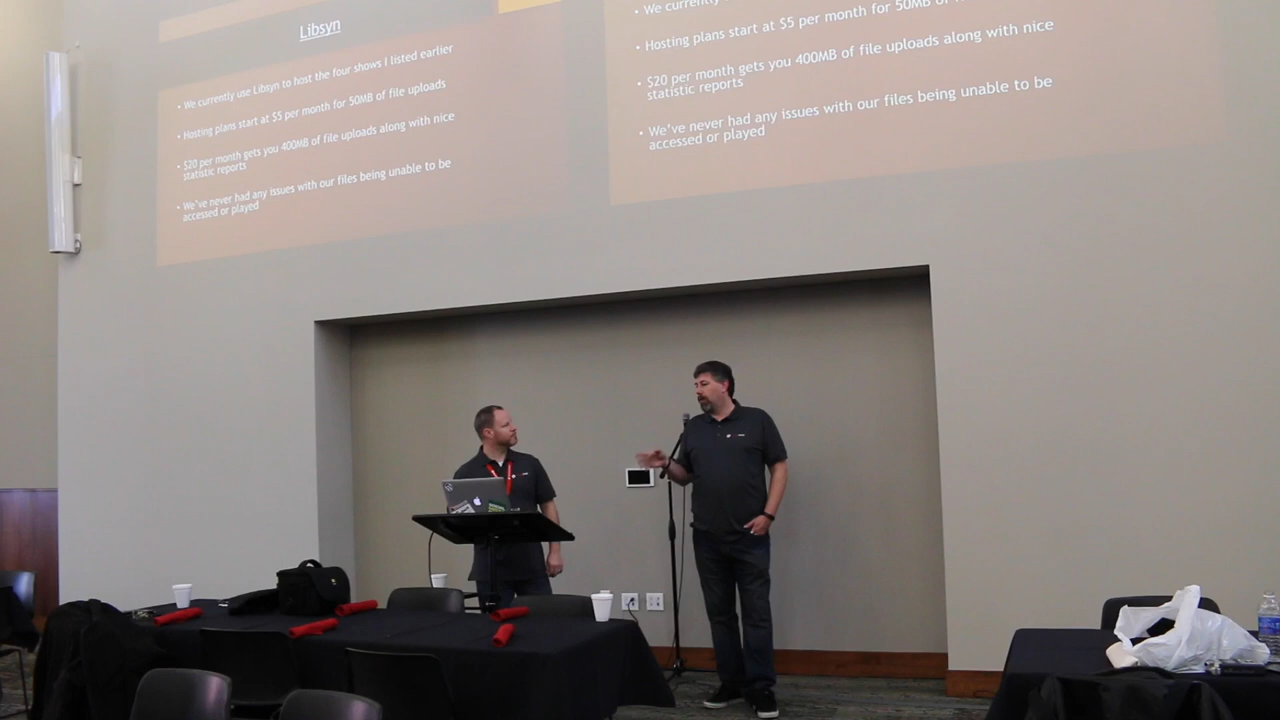 Libsyn
• We currently use Libsyn to host the four shows I listed earlier
• Hosting plans start at $5 per month for 50MB of file uploads
• $20 per month gets you 400MB of file uploads along with nice
statistic reports
• We've never had any issues with our files being unable to be
accessed or played
• We currently
• Hosting plans start at $5 per month for 50MB of
• $20 per month gets you 400MB of file uploads along with nice
statistic reports
• We've never had any issues with our files being unable to be
accessed or played